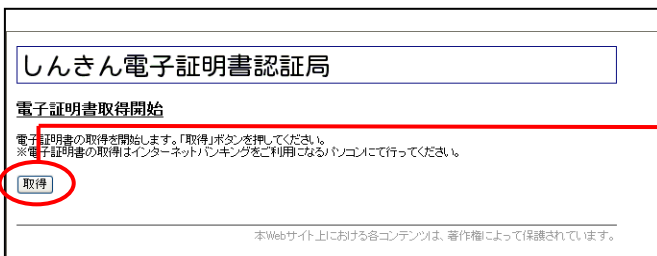 しんきん電子証明書認証局
電子証明書取得開始
電子証明書の取得を開始します。「取得」ボタンを押してください。
※電子証明書の取得はインターネットバンキングをご利用になるパソコンにて行ってください。
取得
本Webサイト上における各コンテンツは、著作権によって保護されています。